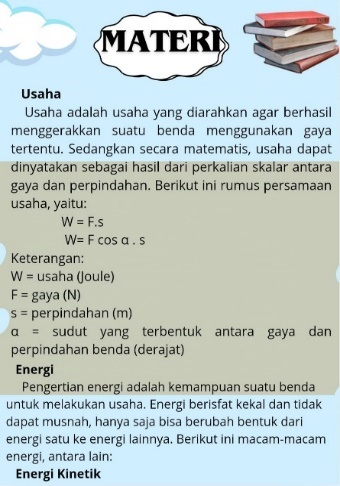 MATERI
Usaha
Usaha adalah usaha yang diarahkan agar berhasil
menggerakkan suatu benda menggunakan gaya
tertentu. Sedangkan secara matematis, usaha dapat
dinyatakan sebagai hasil dari perkalian skalar antara
gaya dan perpindahan. Berikut ini rumus persamaan
usaha, yaitu:
W = F.s
W= F cos α . s
Keterangan:
W = usaha (Joule)
F = gaya (N)
s = perpindahan (m)
α = sudut yang terbentuk antara gaya dan
perpindahan benda (derajat)
Energi
Pengertian energi adalah kemampuan suatu benda
untuk melakukan usaha. Energi berisfat kekal dan tidak
dapat musnah, hanya saja bisa berubah bentuk dari
energi satu ke energi lainnya. Berikut ini macam-macam
energi, antara lain:
Energi Kinetik